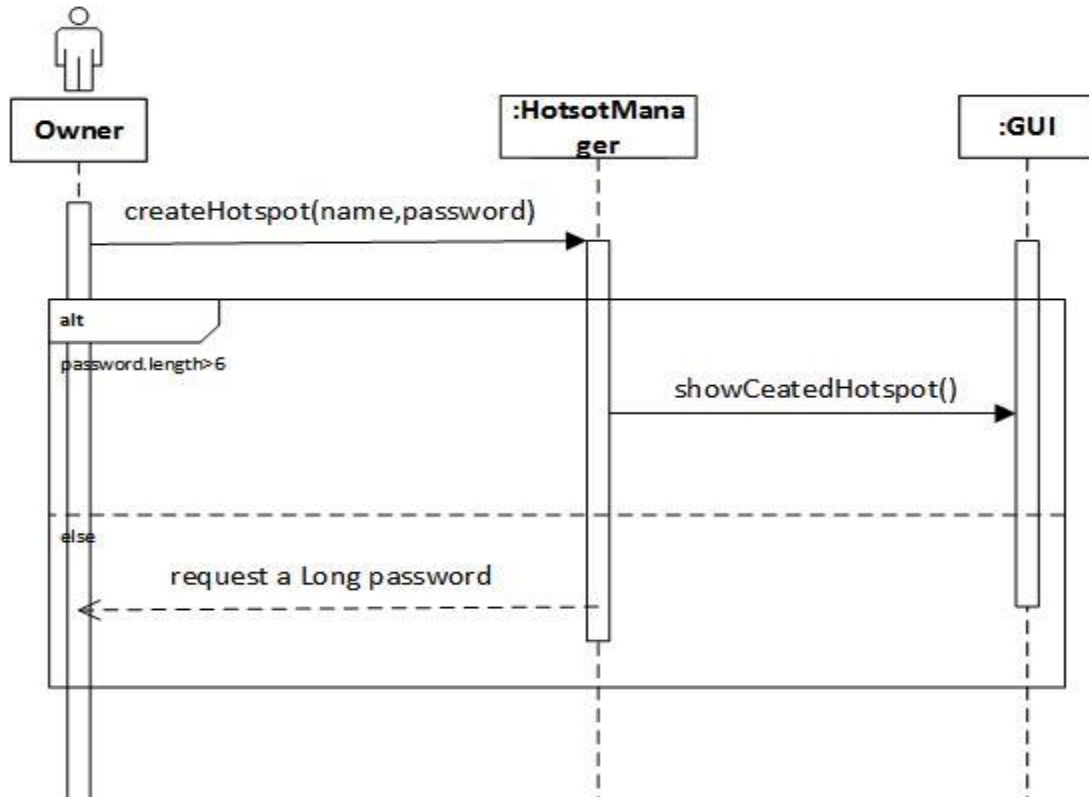 Owner
:HotsotMana
ger
:GUI
createHotspot(name,password)
alt
password.length>6
showCeatedHotspot()
else
request a Long password